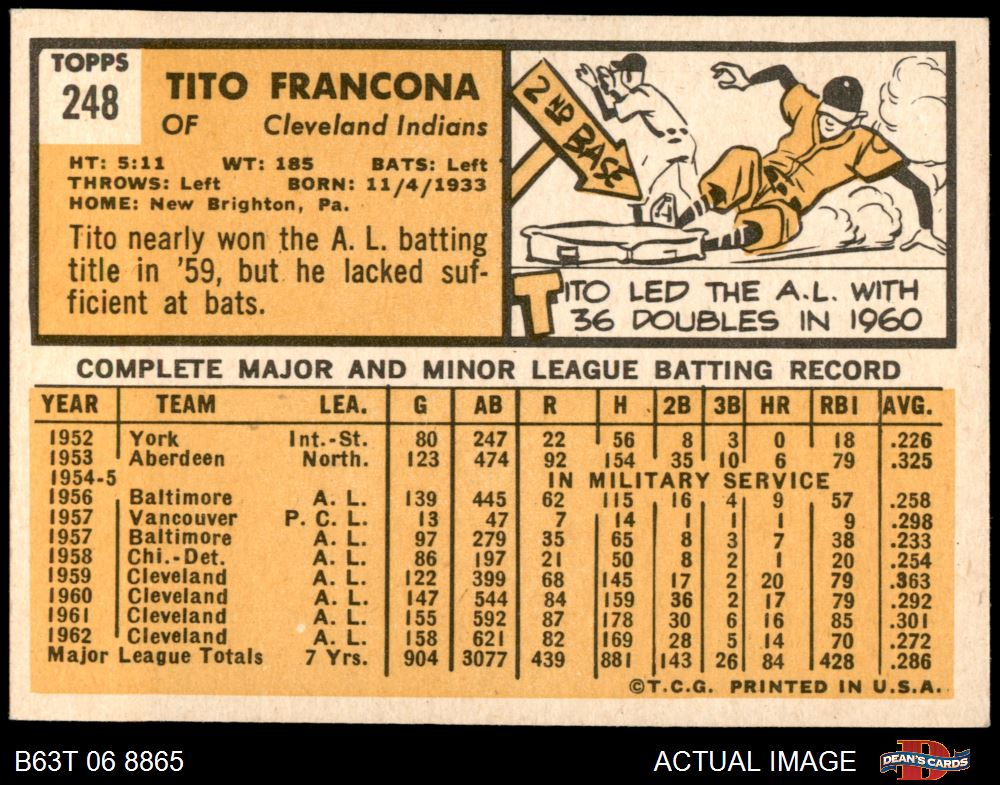 TOPPS
248
TITO FRANCONA
OF Cleveland Indians
HT: 5:11 WT: 185 BATS: Left
THROWS: Left BORN: 11/4/1933
HOME: New Brighton, Pa.
Tito nearly won the A. L. batting
title in '59, but he lacked suf-
ficient at bats.
2ND BASE
TITO LED THE A.L. WITH
36 DOUBLES IN 1960
COMPLETE MAJOR AND MINOR LEAGUE BATTING RECORD
YEAR TEAM LEA. G AB R H 2B 3B HR RBI AVG.
1952 York Int.-St. 80 247 22 56 8 3 0 18 .226
1953 Aberdeen North. 123 474 92 154 35 10 6 79 .325
1954-5 IN MILITARY SERVICE
1956 Baltimore A. L. 139 445 62 115 16 4 9 57 .258
1957 Vancouver P. C. L. 13 47 7 14 1 1 1 9 .298
1957 Baltimore A. L. 97 279 35 65 8 3 7 38 .233
1958 Chi.-Det. A. L. 86 197 21 50 8 2 1 20 .254
1959 Cleveland A. L. 122 399 68 145 17 2 20 79 .363
1960 Cleveland A. L. 147 544 84 159 36 2 17 79 .292
1961 Cleveland A. L. 155 592 87 178 30 6 16 85 .301
1962 Cleveland A. L. 158 621 82 169 28 5 14 70 .272
Major League Totals 7 Yrs. 904 3077 439 881 143 26 84 428 .286
©T.C.G. PRINTED IN U.S.A.
B63T 06 8865
ACTUAL IMAGE
DEAN'S CARDS